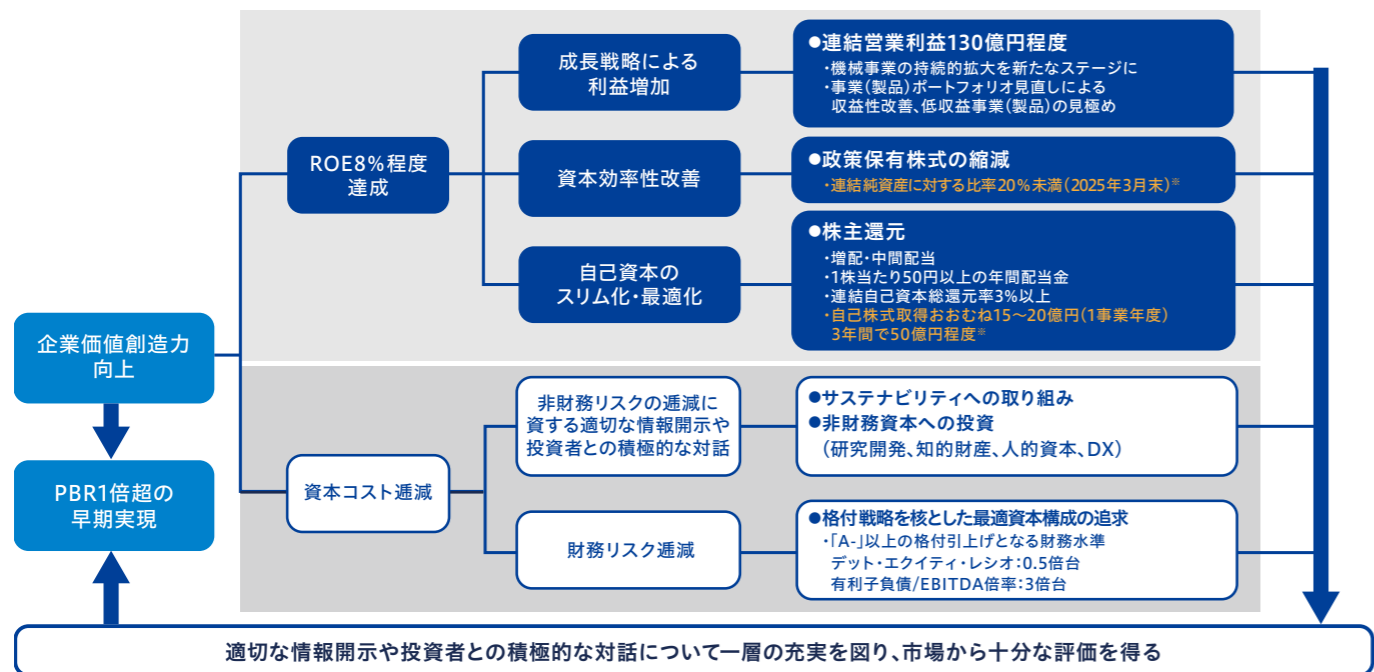 企業価値創造力
向上
PBR1倍超の
早期実現
ROE8%程度
達成
成長戦略による
利益増加
●連結営業利益130億円程度
・機械事業の持続的拡大を新たなステージに
・事業(製品)ポートフォリオ見直しによる
収益性改善、低収益事業(製品)の見極め
資本効率性改善
●政策保有株式の縮減
・連結純資産に対する比率20%未満(2025年3月末)※
自己資本の
スリム化・最適化
●株主還元
・増配・中間配当
・1株当たり50円以上の年間配当金
・連結自己資本総還元率3%以上
・自己株式取得おおむね15～20億円(1事業年度)
3年間で50億円程度※
資本コスト逓減
非財務リスクの逓減に
資する適切な情報開示や
投資者との積極的な対話
●サステナビリティへの取り組み
●非財務資本への投資
(研究開発、知的財産、人的資本、DX)
財務リスク逓減
●格付戦略を核とした最適資本構成の追求
・「A-」以上の格付引上げとなる財務水準
デット・エクイティ・レシオ:0.5倍台
有利子負債/EBITDA倍率:3倍台
適切な情報開示や投資者との積極的な対話について一層の充実を図り、市場から十分な評価を得る